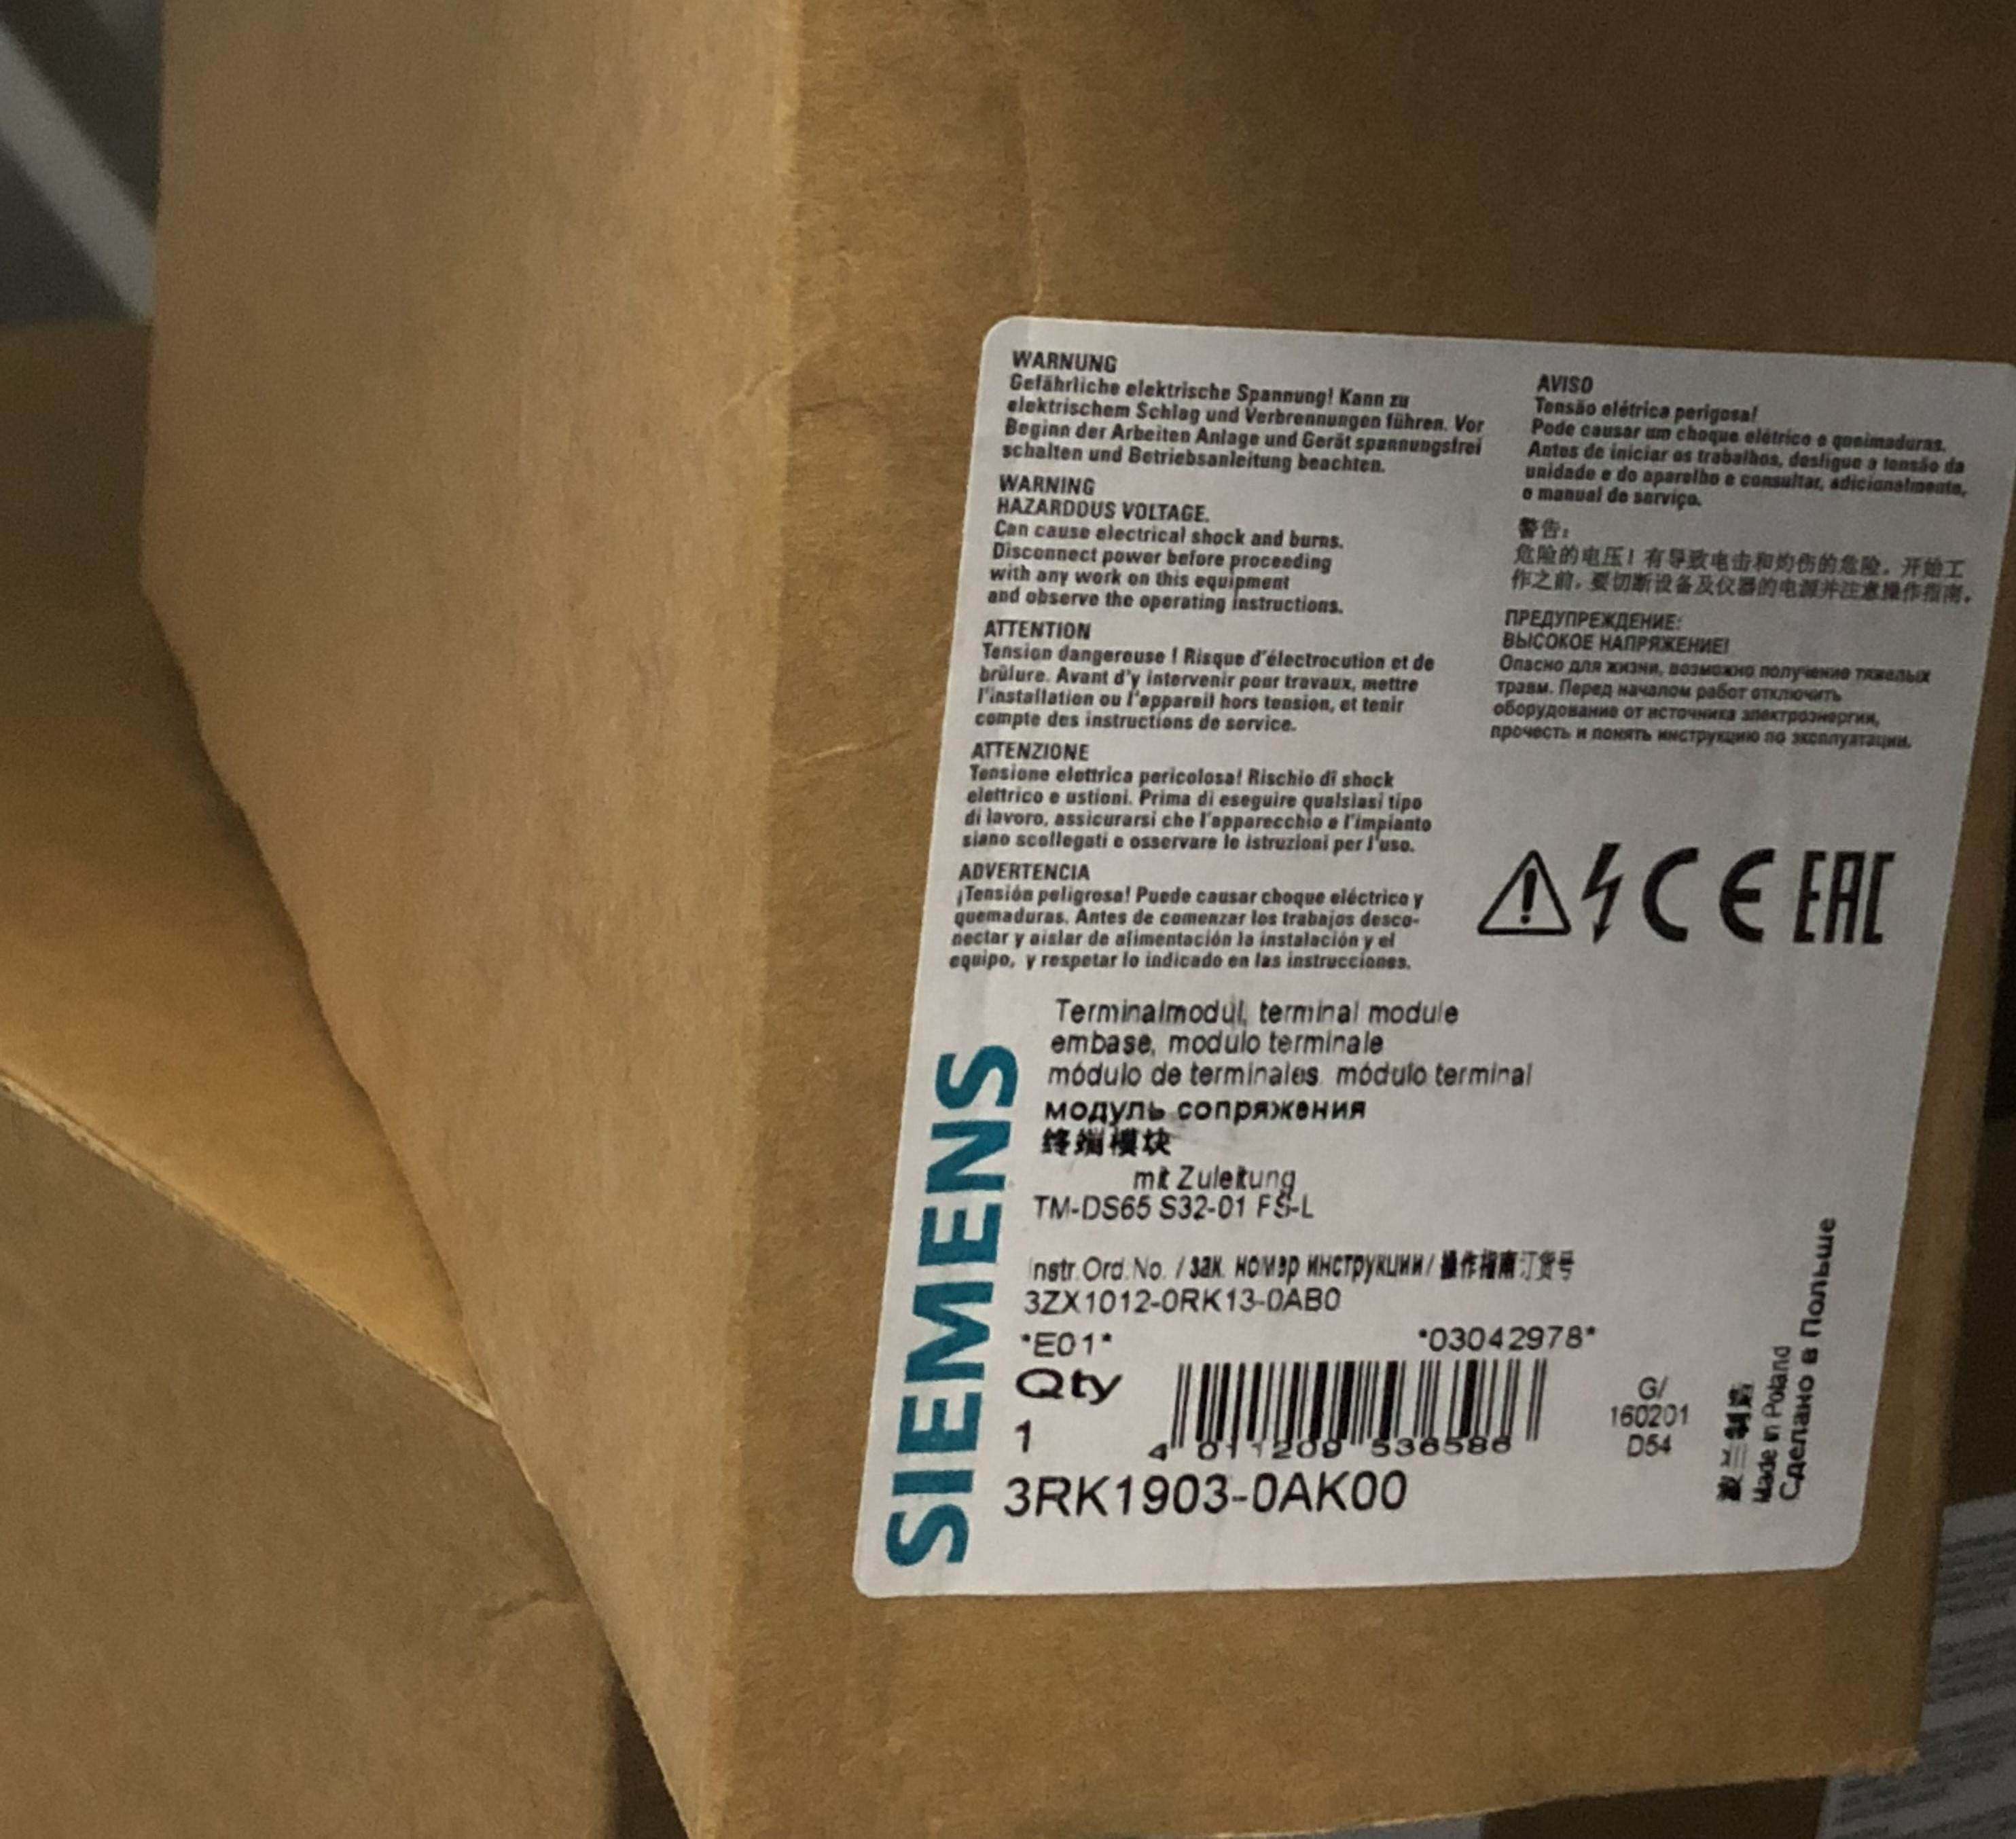 WARNUNG
Gefährliche elektrische Spannung! Kann zu
elektrischem Schlag und Verbrennungen führen. Vor
Beginn der Arbeiten Anlage und Gerät spannungsfrei
schalten und Betriebsanleitung beachten.
WARNING
HAZARDOUS VOLTAGE.
Can cause electrical shock and burns.
Disconnect power before proceeding
with any work on this equipment
and observe the operating instructions.
ATTENTION
Tension dangereuse ! Risque d'électrocution et de
brûlure. Avant d'y intervenir pour travaux, mettre
l'installation ou l'appareil hors tension, et tenir
compte des instructions de service.
ATTENZIONE
Tensione elettrica pericolosa! Rischio di shock
elettrico e ustioni. Prima di eseguire qualsiasi tipo
di lavoro, assicurarsi che l'apparecchio e l'impianto
siano scollegati e osservare le istruzioni per l'uso.
ADVERTENCIA
¡Tensión peligrosa! Puede causar choque eléctrico y
quemaduras. Antes de comenzar los trabajos desco-
nectar y aislar de alimentación la instalación y el
equipo, y respetar lo indicado en las instrucciones.
AVISO
Tensão elétrica perigosa!
Pode causar um choque elétrico e queimaduras.
Antes de iniciar os trabalhos, desligue a tensão da
unidade e do aparelho e consultar, adicionalmente,
o manual de serviço.
警告：
危险的电压！有导致电击和灼伤的危险。开始工
作之前，要切断设备及仪器的电源并注意操作指南。
ПРЕДУПРЕЖДЕНИЕ:
ВЫСОКОЕ НАПРЯЖЕНИЕ!
Опасно для жизни, возможно получение тяжелых
травм. Перед началом работ отключить
оборудование от источника электроэнергии,
прочесть и понять инструкцию по эксплуатации.
CE EAC
SIEMENS
Terminalmodul, terminal module
embase, modulo terminale
módulo de terminales, módulo terminal
модуль сопряжения
终端模块
mit Zuleitung
TM-DS65 S32-01 FS-L
Instr.Ord.No. / зак. номер инструкции/ 操作指南订货号
3ZX1012-0RK13-0AB0
*E01* *03042978*
Qty
1
4 011209 536586
3RK1903-0AK00
G/
160201
D54
波兰制造
Made in Poland
Сделано в Польше